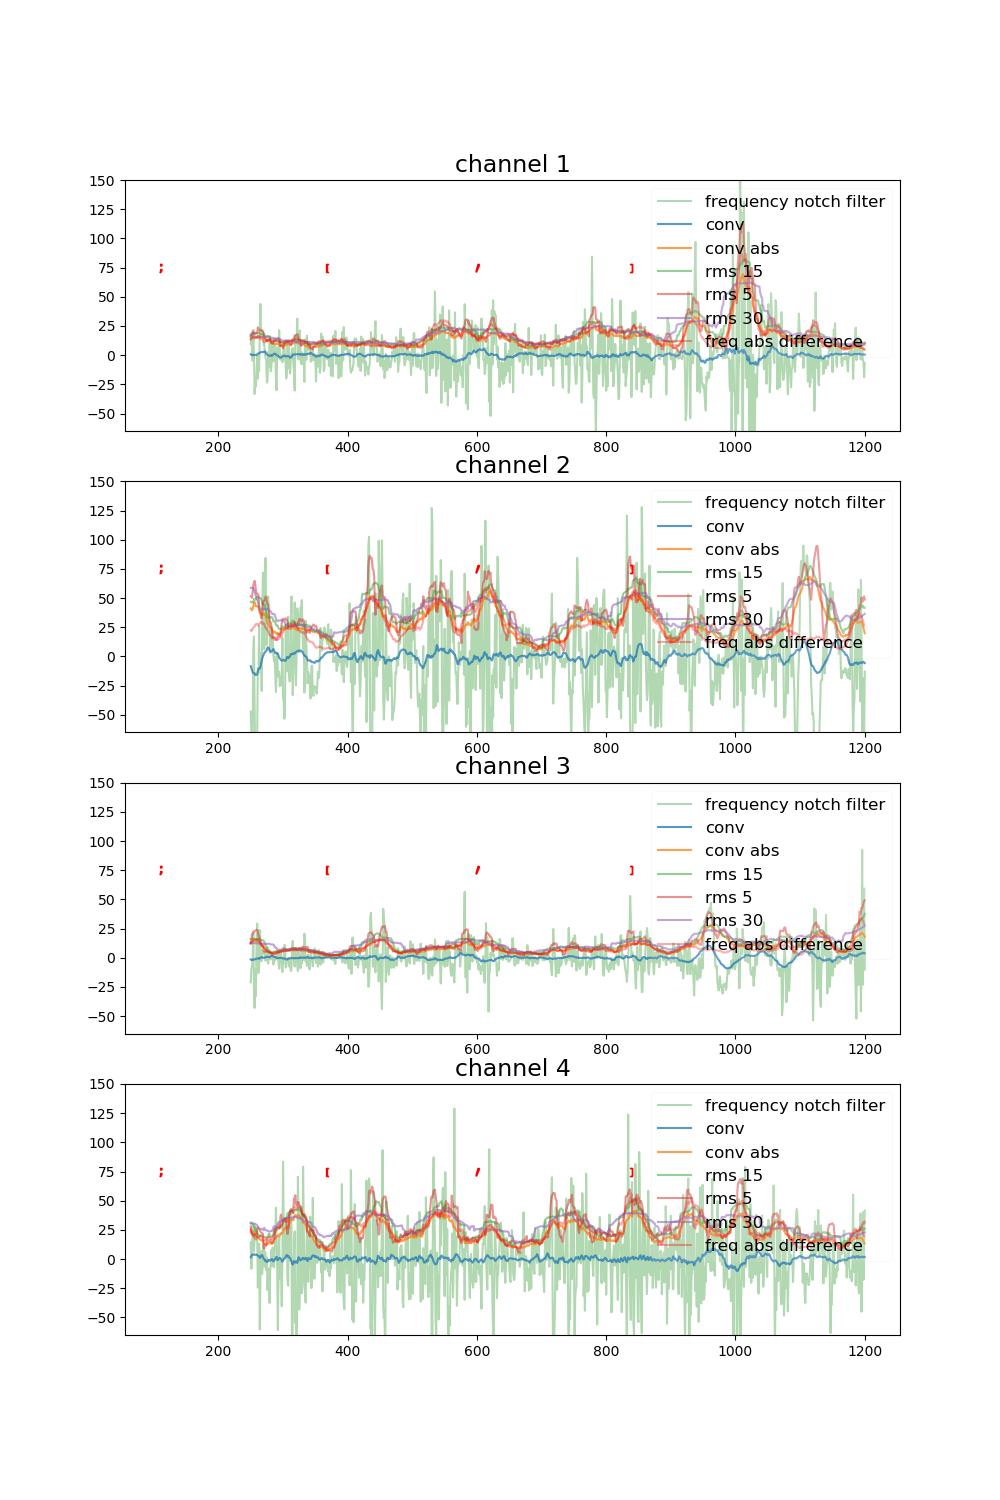 channel 1
150
125
100
75
50
25
0
−25
−50
; [ / ]
frequency notch filter
conv
conv abs
rms 15
rms 5
rms 30
freq abs difference
200 400 600 800 1000 1200
channel 2
150
125
100
75
50
25
0
−25
−50
; [ / ]
frequency notch filter
conv
conv abs
rms 15
rms 5
rms 30
freq abs difference
200 400 600 800 1000 1200
channel 3
150
125
100
75
50
25
0
−25
−50
; [ / ]
frequency notch filter
conv
conv abs
rms 15
rms 5
rms 30
freq abs difference
200 400 600 800 1000 1200
channel 4
150
125
100
75
50
25
0
−25
−50
; [ / ]
frequency notch filter
conv
conv abs
rms 15
rms 5
rms 30
freq abs difference
200 400 600 800 1000 1200